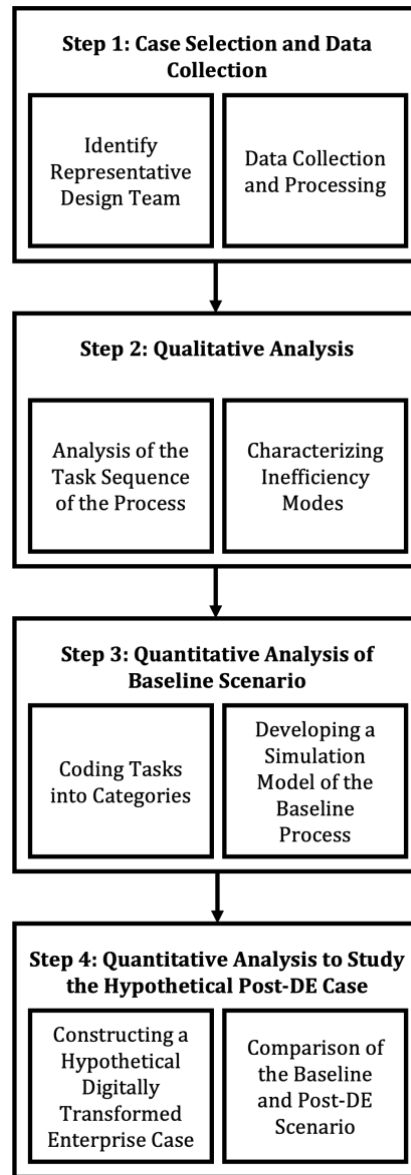 Step 1: Case Selection and Data
Collection
Identify
Representative
Design Team
Data Collection
and Processing
Step 2: Qualitative Analysis
Analysis of the
Task Sequence
of the Process
Characterizing
Inefficiency
Modes
Step 3: Quantitative Analysis of
Baseline Scenario
Coding Tasks
into Categories
Developing a
Simulation
Model of the
Baseline
Process
Step 4: Quantitative Analysis to Study
the Hypothetical Post-DE Case
Constructing a
Hypothetical
Digitally
Transformed
Enterprise Case
Comparison of
the Baseline
and Post-DE
Scenario